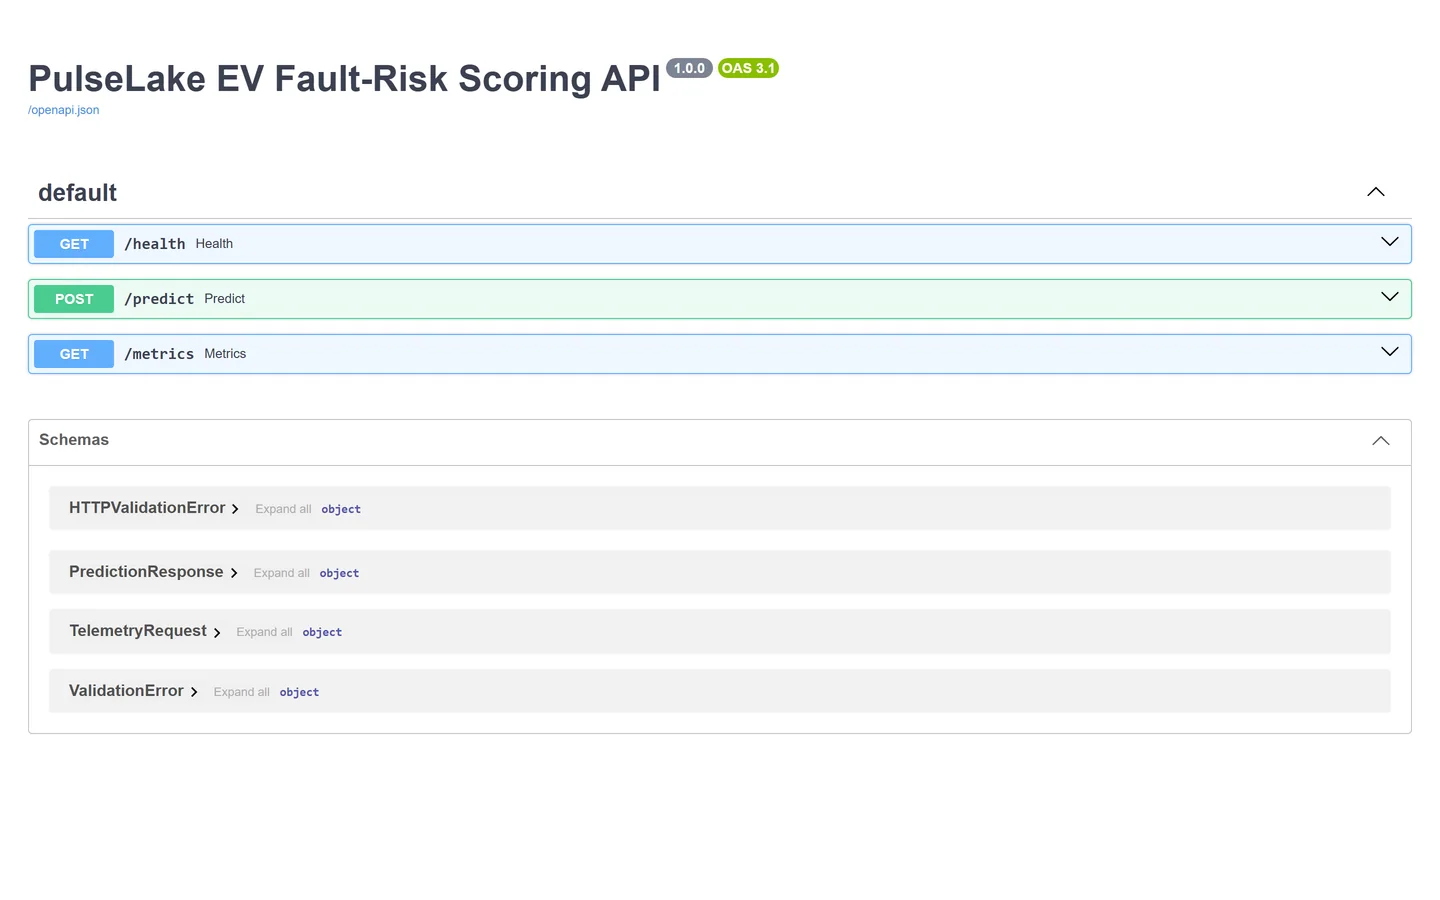 PulseLake EV Fault-Risk Scoring API 1.0.0 OAS 3.1
/openapi.json
default
GET /health Health
POST /predict Predict
GET /metrics Metrics
Schemas
HTTPValidationError Expand all object
PredictionResponse Expand all object
TelemetryRequest Expand all object
ValidationError Expand all object